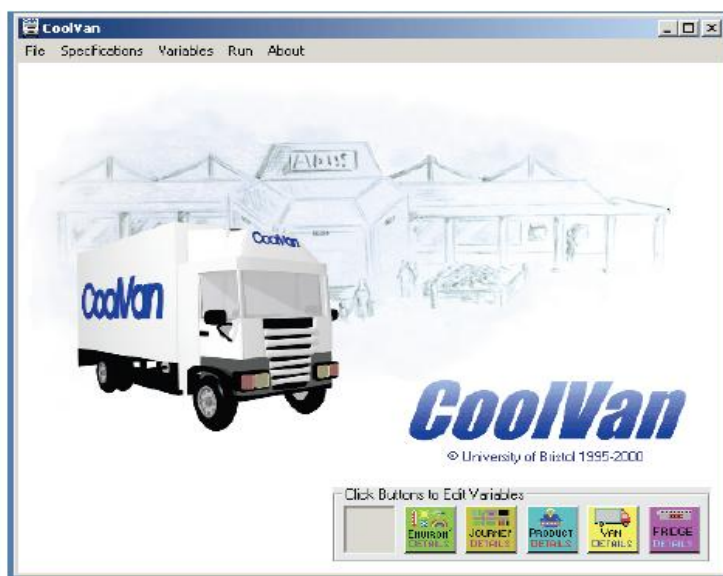 CoolVan
File Specifications Variables Run About
CoolVan
CoolVan
CoolVan
© University of Bristol 1995-2000
Click Buttons to Edit Variables
ENVIRON' DETAILS
JOURNEY DETAILS
PRODUCT DETAILS
VAN DETAILS
FRIDGE DETAILS